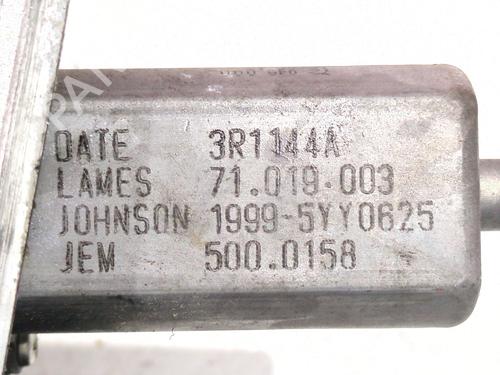 DATE 3R1144A
LAMES 71.019.003
JOHNSON 1999-5YY0625
JEM 500.0158